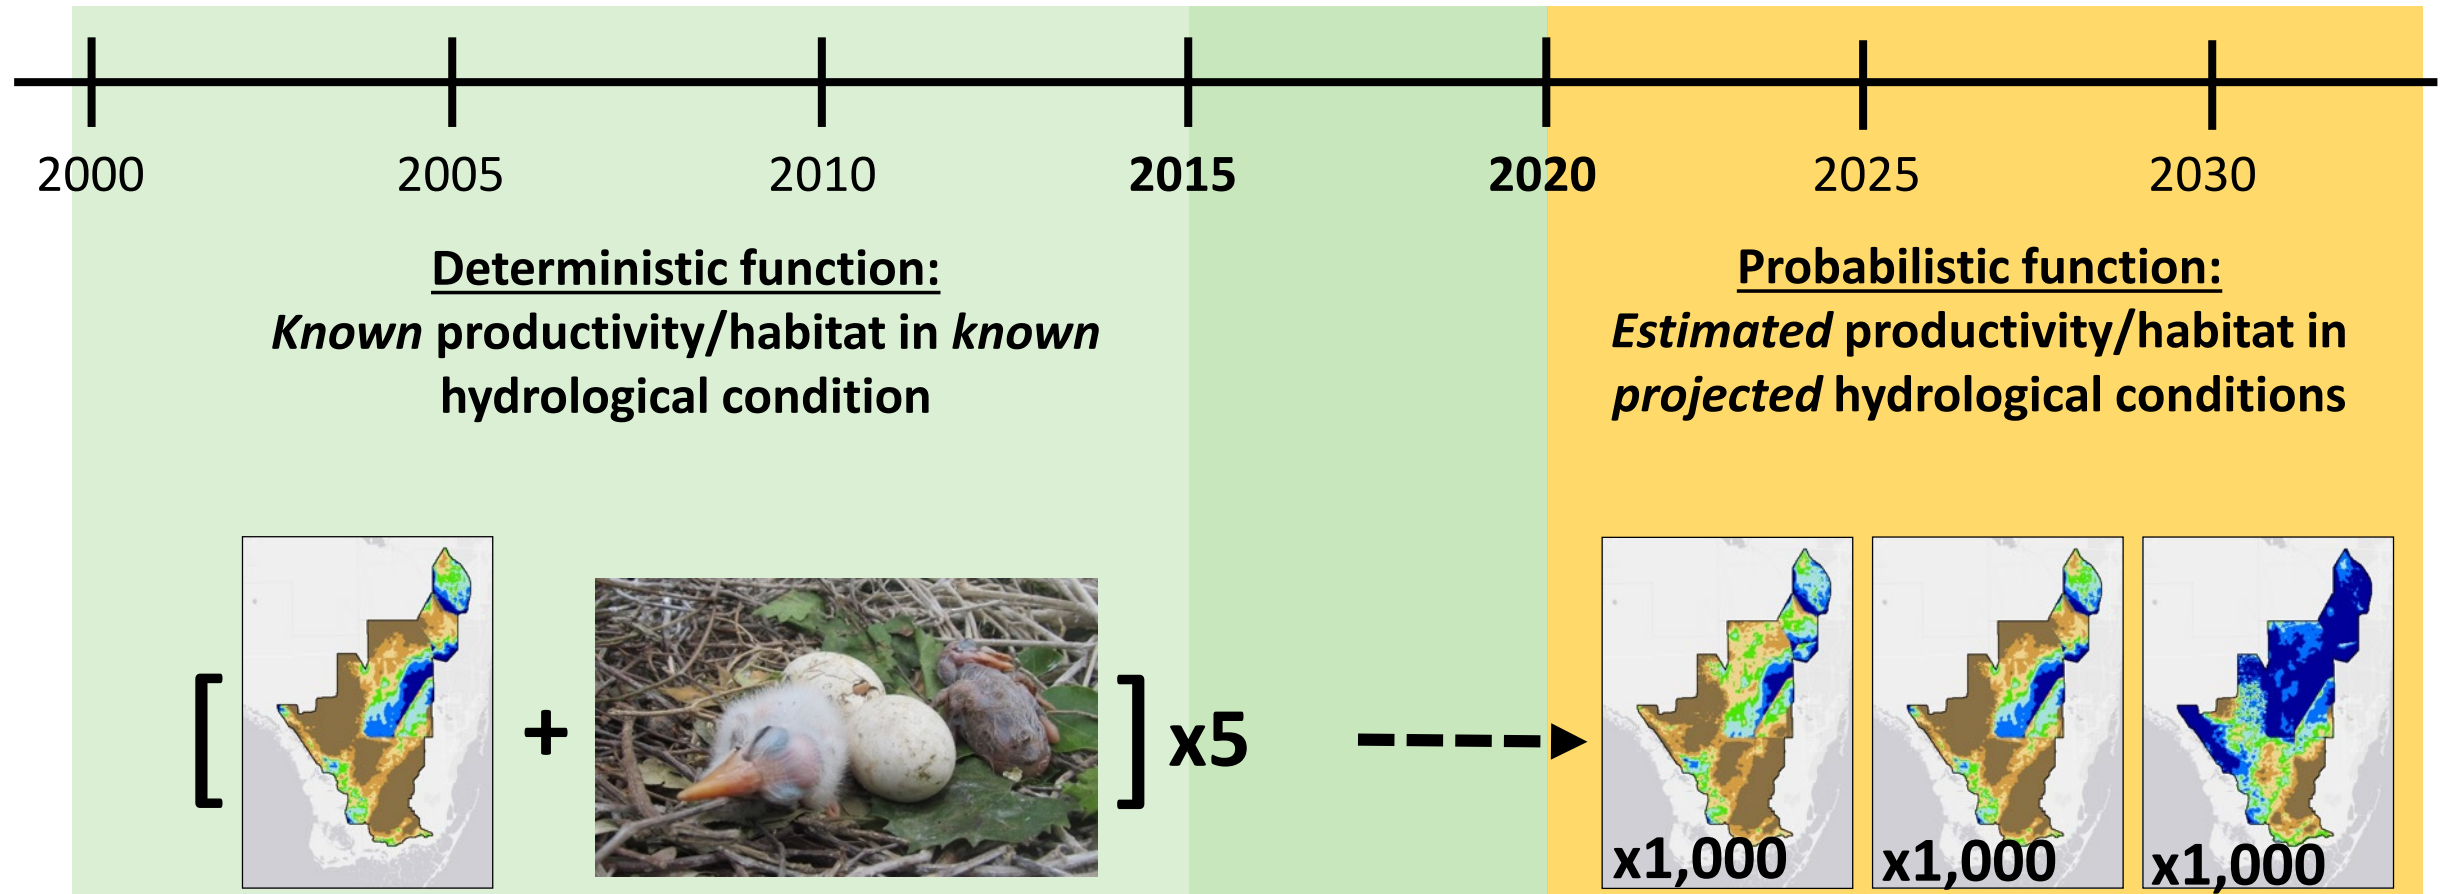 2000 2005 2010 2015 2020 2025 2030
Deterministic function:
Known productivity/habitat in known
hydrological condition
Probabilistic function:
Estimated productivity/habitat in
projected hydrological conditions
[ + ] x5
x1,000 x1,000 x1,000